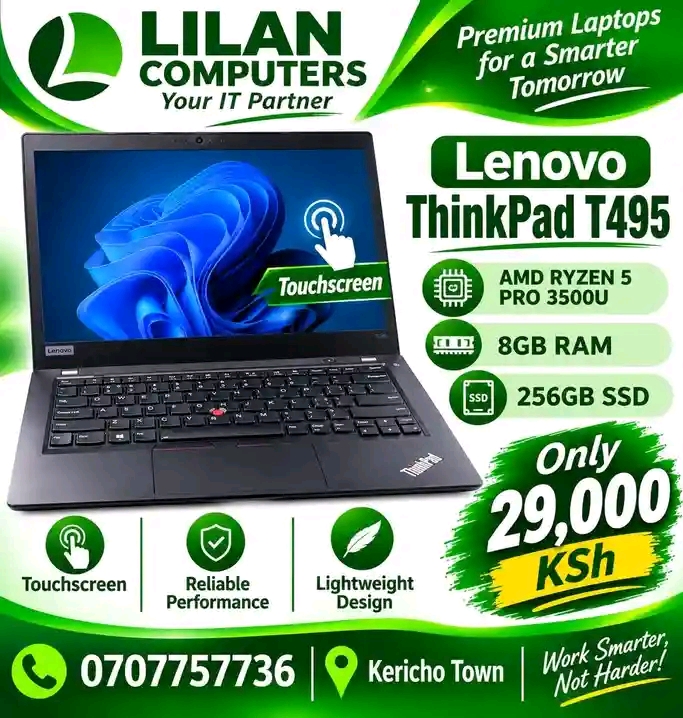 LILAN
COMPUTERS
Your IT Partner
Premium Laptops
for a Smarter
Tomorrow
Lenovo
ThinkPad T495
Touchscreen
AMD RYZEN 5
PRO 3500U
8GB RAM
SSD
256GB SSD
Lenovo
ThinkPad
Only
29,000
KSh
Touchscreen
Reliable
Performance
Lightweight
Design
0707757736
Kericho Town
Work Smarter,
Not Harder!